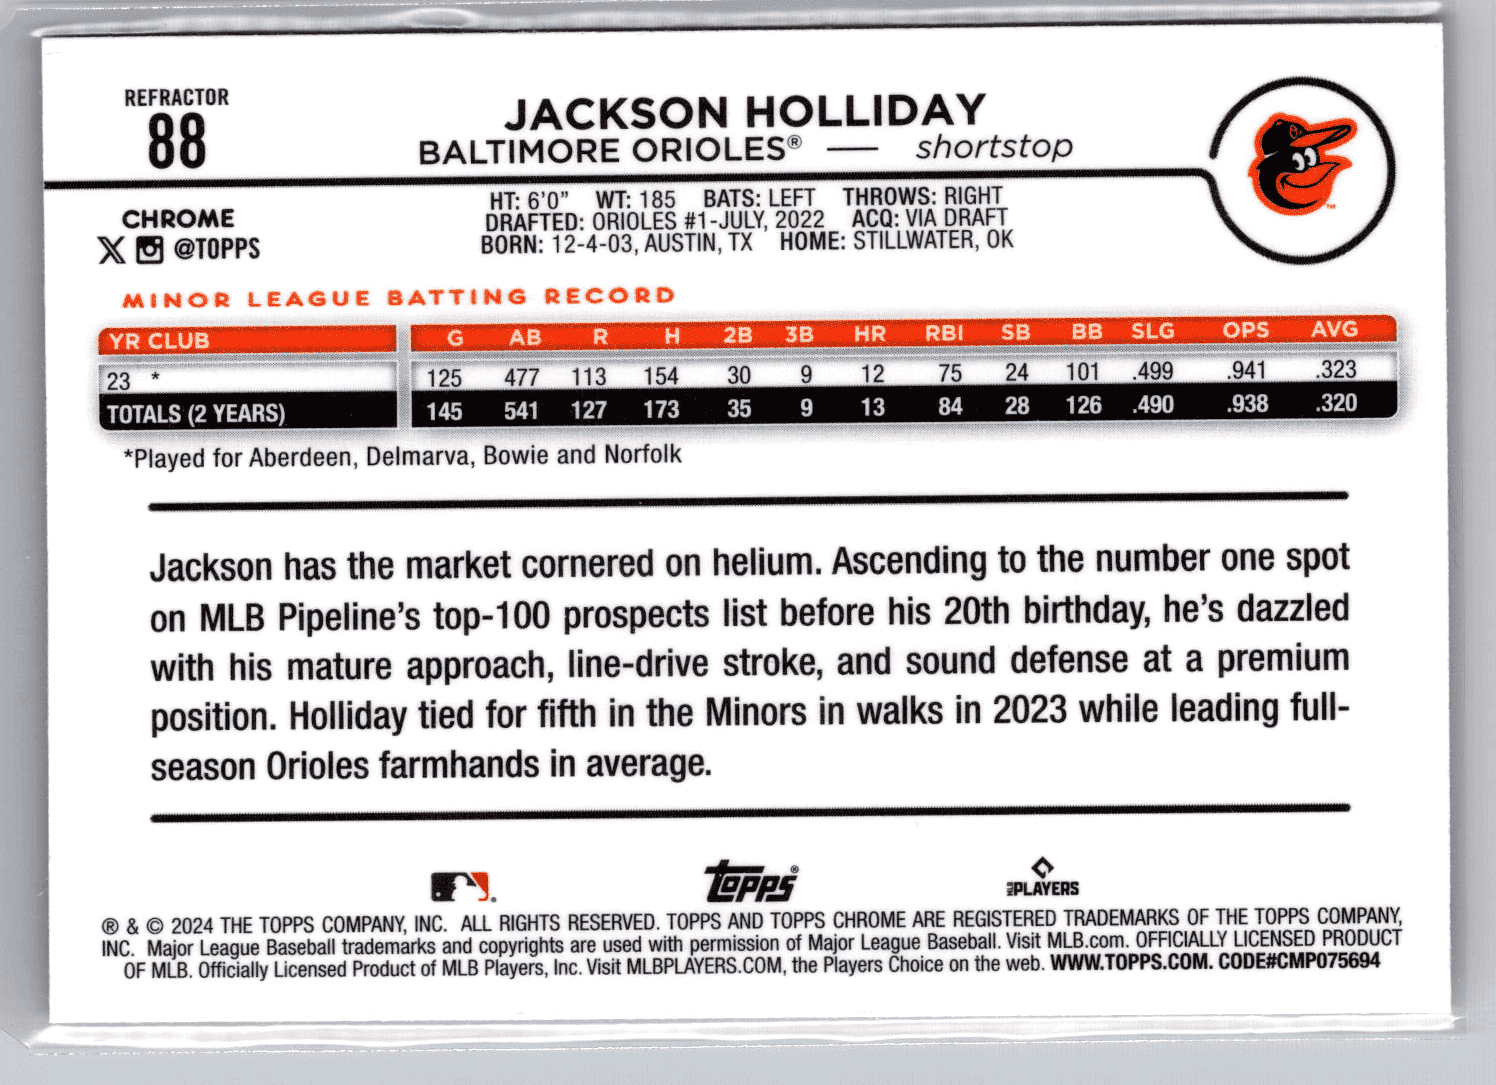 REFRACTOR
88
JACKSON HOLLIDAY
BALTIMORE ORIOLES® — shortstop
CHROME
@TOPPS
HT: 6'0” WT: 185 BATS: LEFT THROWS: RIGHT
DRAFTED: ORIOLES #1-JULY, 2022 ACQ: VIA DRAFT
BORN: 12-4-03, AUSTIN, TX HOME: STILLWATER, OK
MINOR LEAGUE BATTING RECORD
YR CLUB G AB R H 2B 3B HR RBI SB BB SLG OPS AVG
23 * 125 477 113 154 30 9 12 75 24 101 .499 .941 .323
TOTALS (2 YEARS) 145 541 127 173 35 9 13 84 28 126 .490 .938 .320
*Played for Aberdeen, Delmarva, Bowie and Norfolk
Jackson has the market cornered on helium. Ascending to the number one spot
on MLB Pipeline’s top-100 prospects list before his 20th birthday, he’s dazzled
with his mature approach, line-drive stroke, and sound defense at a premium
position. Holliday tied for fifth in the Minors in walks in 2023 while leading full-
season Orioles farmhands in average.
Topps®
MLB PLAYERS
® & © 2024 THE TOPPS COMPANY, INC. ALL RIGHTS RESERVED. TOPPS AND TOPPS CHROME ARE REGISTERED TRADEMARKS OF THE TOPPS COMPANY,
INC. Major League Baseball trademarks and copyrights are used with permission of Major League Baseball. Visit MLB.com. OFFICIALLY LICENSED PRODUCT
OF MLB. Officially Licensed Product of MLB Players, Inc. Visit MLBPLAYERS.COM, the Players Choice on the web. WWW.TOPPS.COM. CODE#CMP075694